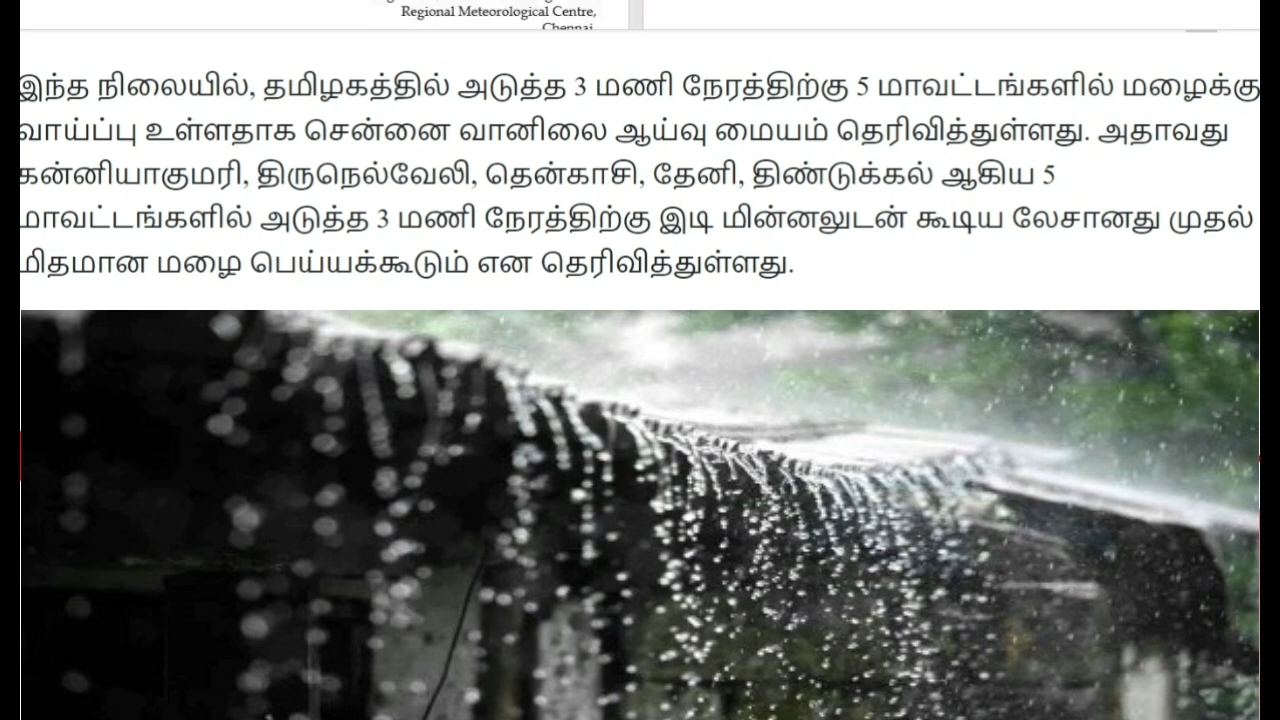 Regional Meteorological Centre,
Chennai
இந்த நிலையில், தமிழகத்தில் அடுத்த 3 மணி நேரத்திற்கு 5 மாவட்டங்களில் மழைக்கு
வாய்ப்பு உள்ளதாக சென்னை வானிலை ஆய்வு மையம் தெரிவித்துள்ளது. அதாவது
கன்னியாகுமரி, திருநெல்வேலி, தென்காசி, தேனி, திண்டுக்கல் ஆகிய 5
மாவட்டங்களில் அடுத்த 3 மணி நேரத்திற்கு இடி மின்னலுடன் கூடிய லேசானது முதல்
மிதமான மழை பெய்யக்கூடும் என தெரிவித்துள்ளது.